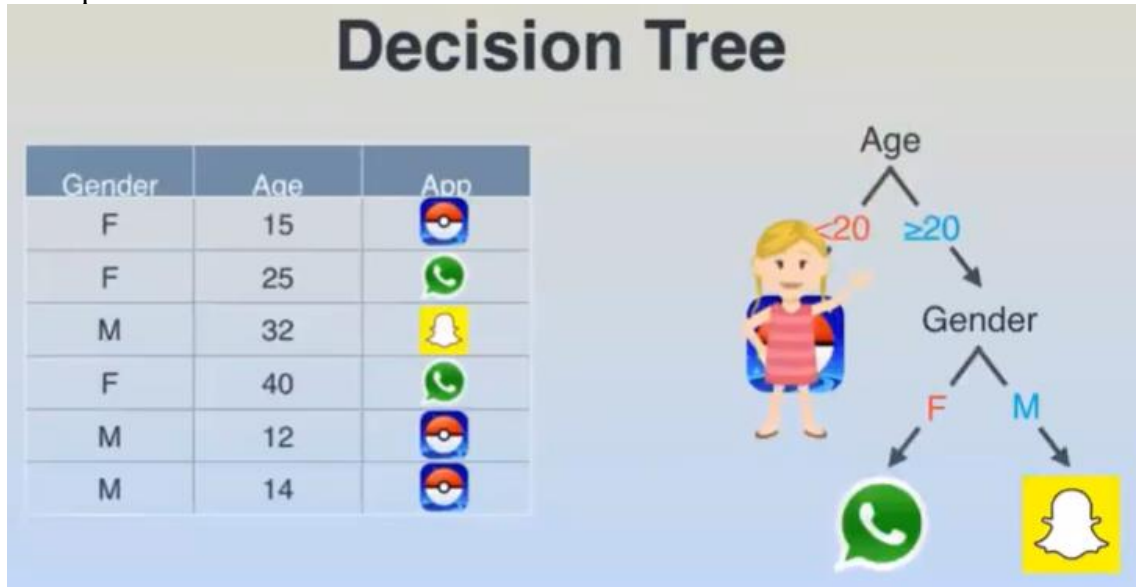 Decision Tree
Gender Age App
F 15
F 25
M 32
F 40
M 12
M 14
Age
<20 ≥20
Gender
F M